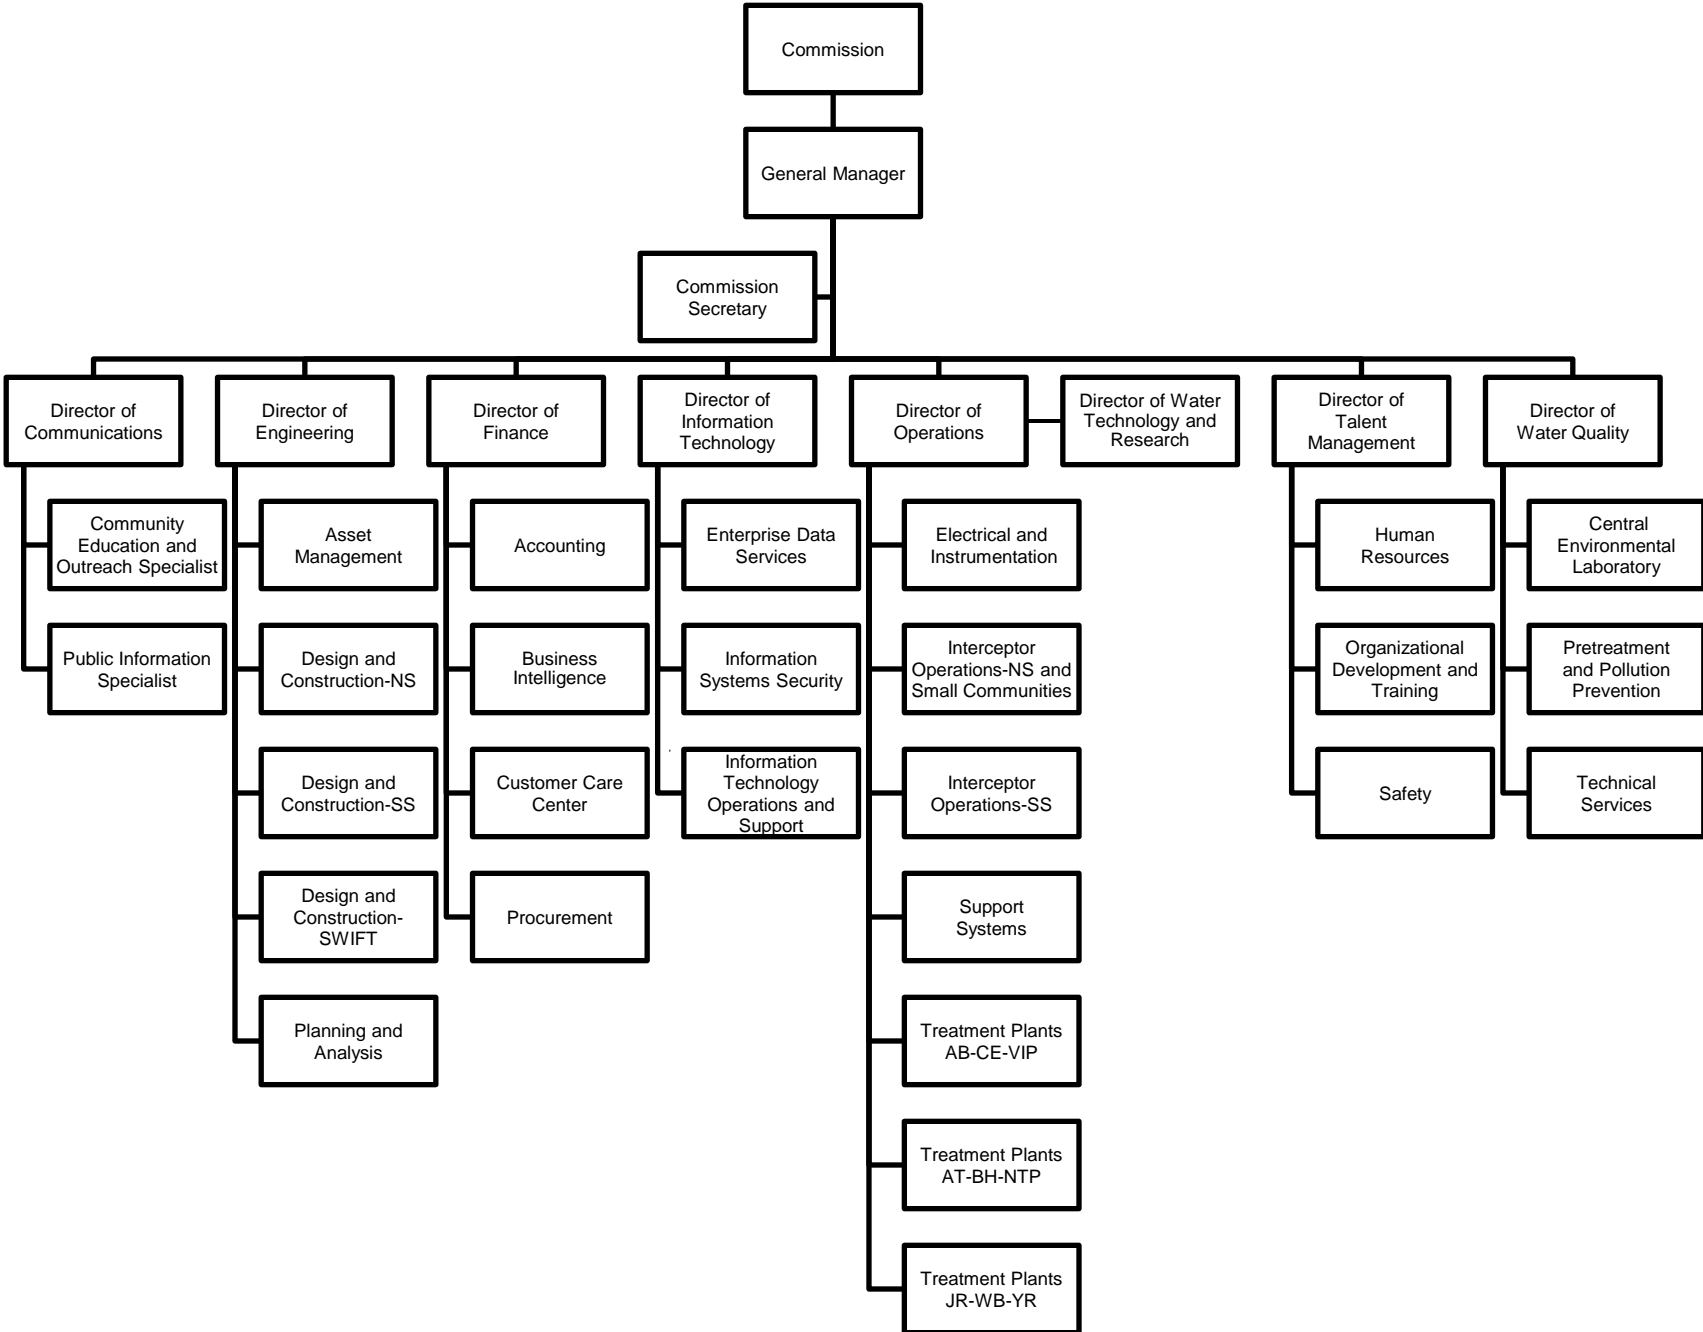 Commission
General Manager
Commission
Secretary
Director of
Communications
Director of
Engineering
Director of
Finance
Director of
Information
Technology
Director of
Operations
Director of Water
Technology and
Research
Director of
Talent
Management
Director of
Water Quality
Community
Education and
Outreach Specialist
Public Information
Specialist
Asset
Management
Design and
Construction-NS
Design and
Construction-SS
Design and
Construction-
SWIFT
Planning and
Analysis
Accounting
Business
Intelligence
Customer Care
Center
Procurement
Enterprise Data
Services
Information
Systems Security
Information
Technology
Operations and
Support
Electrical and
Instrumentation
Interceptor
Operations-NS and
Small Communities
Interceptor
Operations-SS
Support
Systems
Treatment Plants
AB-CE-VIP
Treatment Plants
AT-BH-NTP
Treatment Plants
JR-WB-YR
Human
Resources
Organizational
Development and
Training
Safety
Central
Environmental
Laboratory
Pretreatment
and Pollution
Prevention
Technical
Services